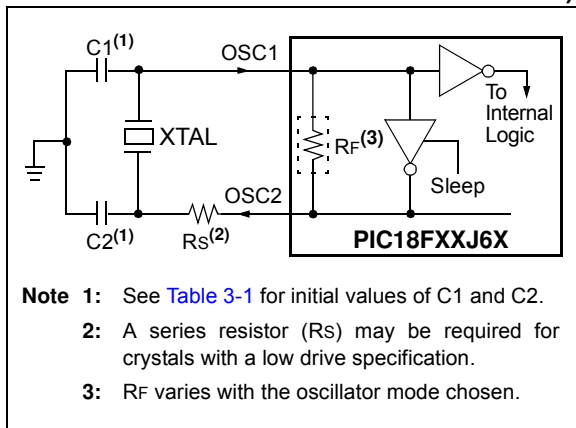 C1(1)
OSC1
To
Internal
Logic
XTAL
RF(3)
Sleep
OSC2
C2(1)
RS(2)
PIC18FXXJ6X
Note 1: See Table 3-1 for initial values of C1 and C2.
2: A series resistor (RS) may be required for
crystals with a low drive specification.
3: RF varies with the oscillator mode chosen.